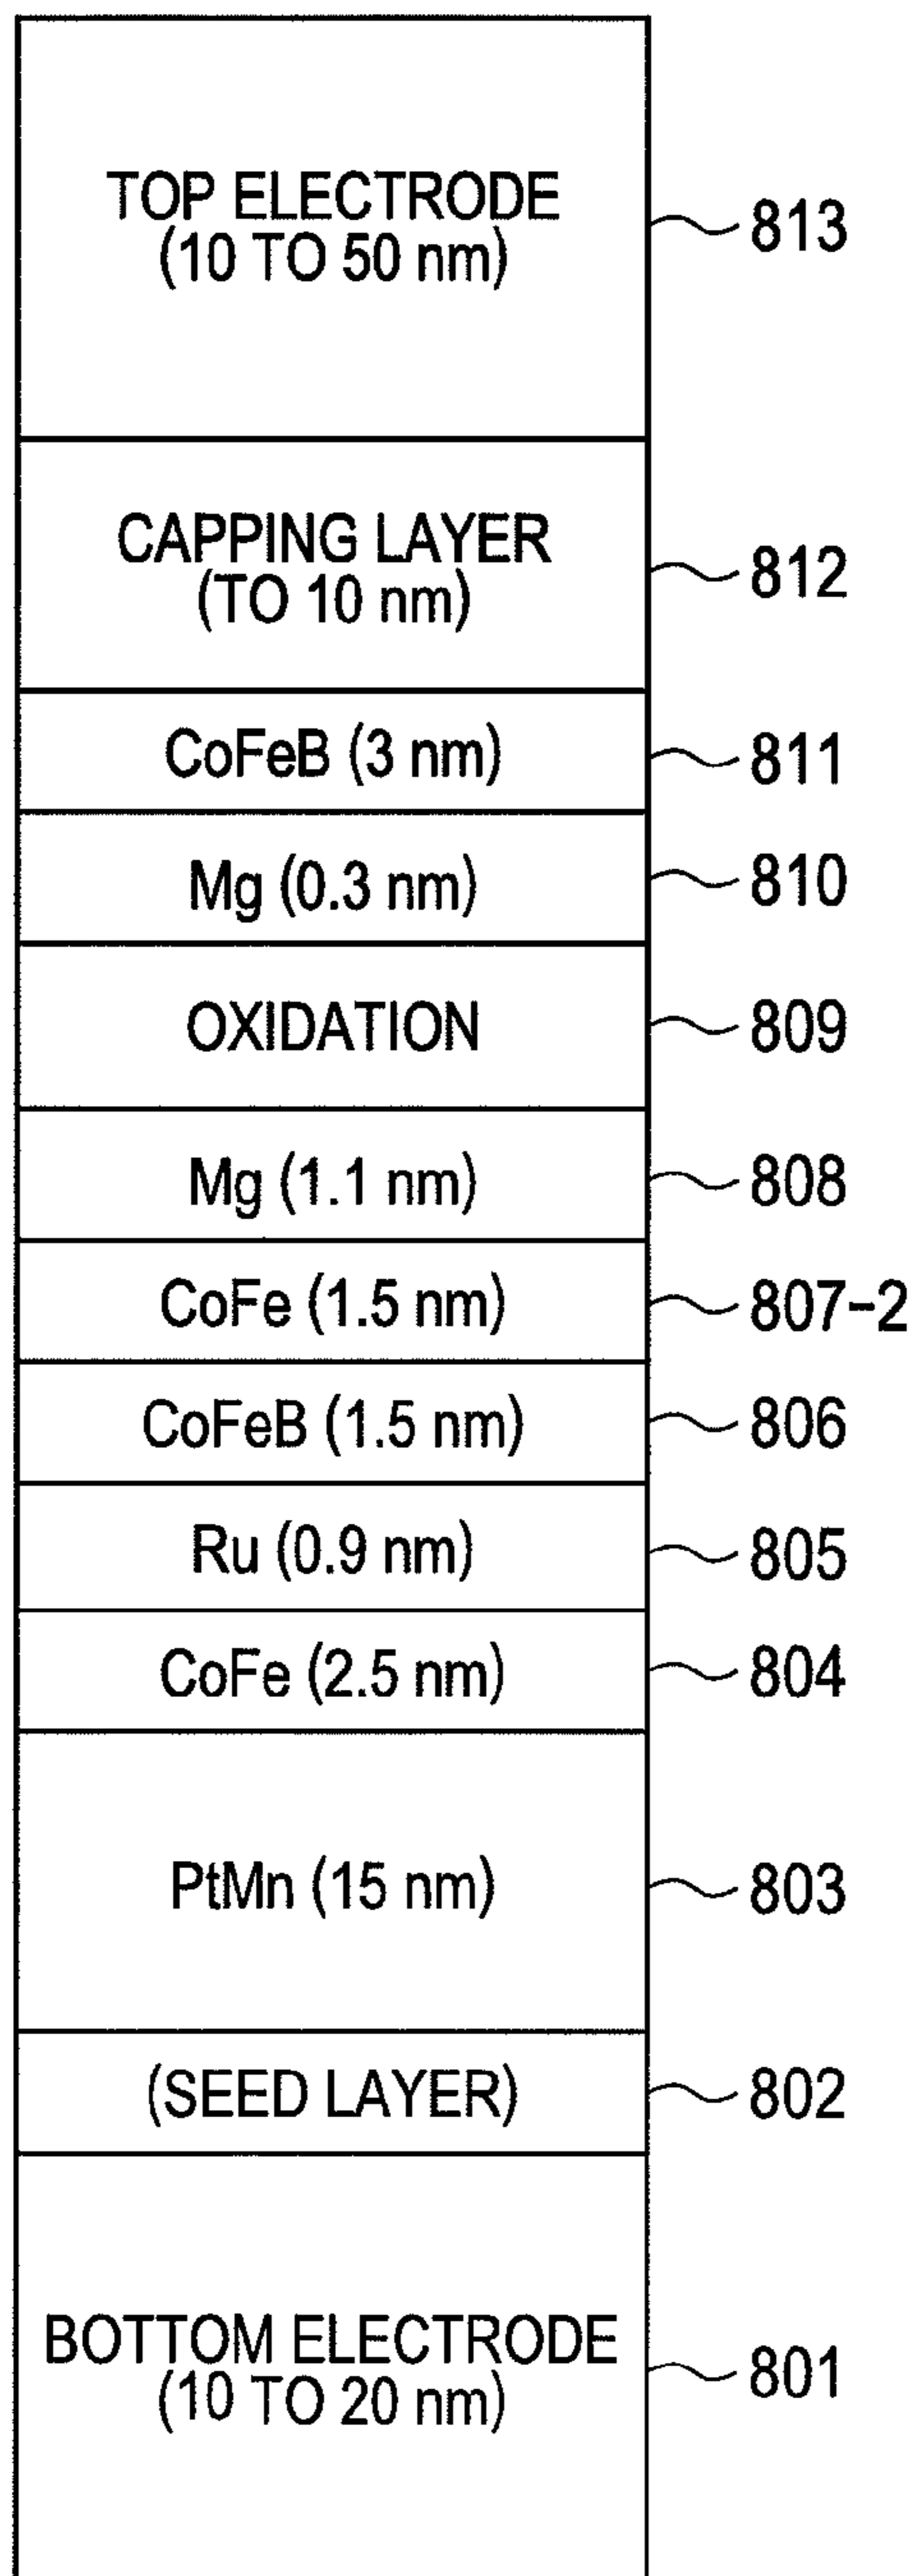 TOP ELECTRODE
(10 TO 50 nm)
813
CAPPING LAYER
(TO 10 nm)
812
CoFeB (3 nm)
811
Mg (0.3 nm)
810
OXIDATION
809
Mg (1.1 nm)
808
CoFe (1.5 nm)
807-2
CoFeB (1.5 nm)
806
Ru (0.9 nm)
805
CoFe (2.5 nm)
804
PtMn (15 nm)
803
(SEED LAYER)
802
BOTTOM ELECTRODE
(10 TO 20 nm)
801